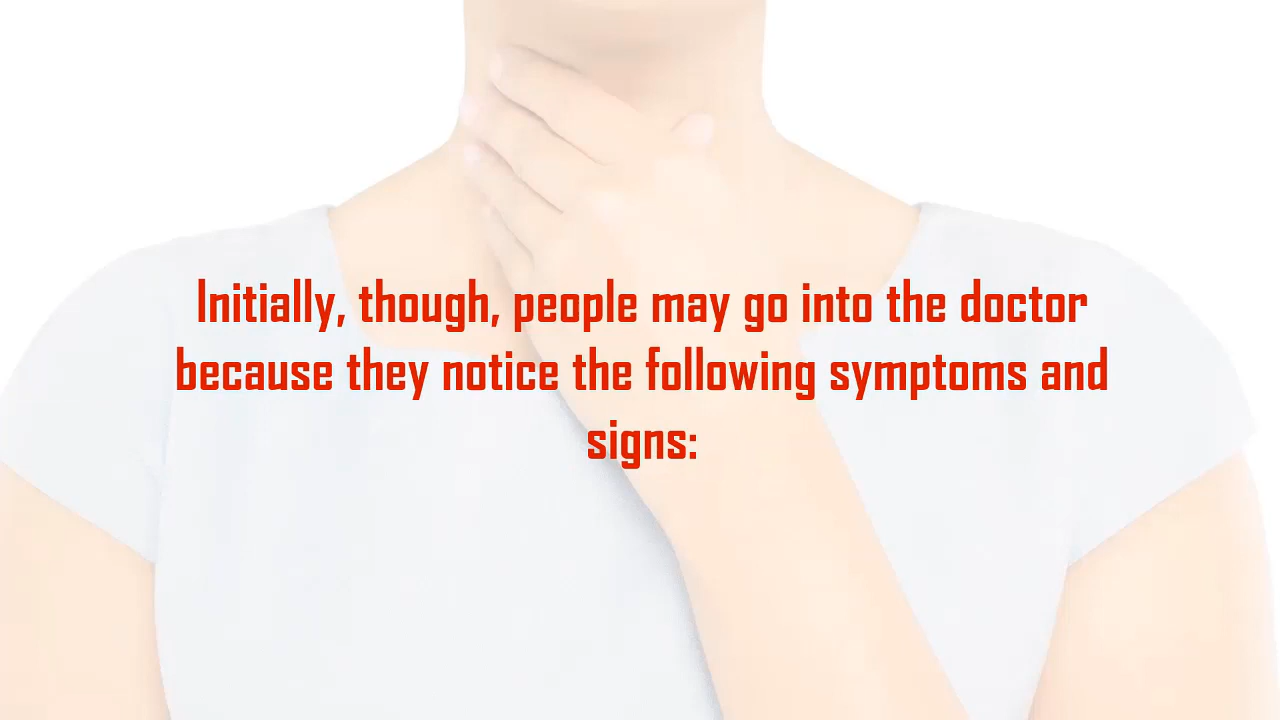 Initially, though, people may go into the doctor
because they notice the following symptoms and
signs: